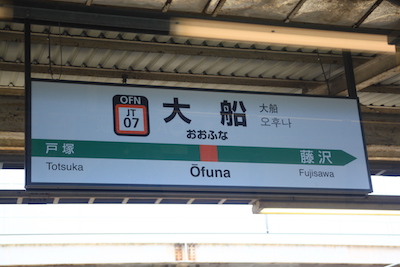 OFN
JT
07
大船
大船
오후나
おおふな
戸塚
藤沢
Totsuka
Ōfuna
Fujisawa